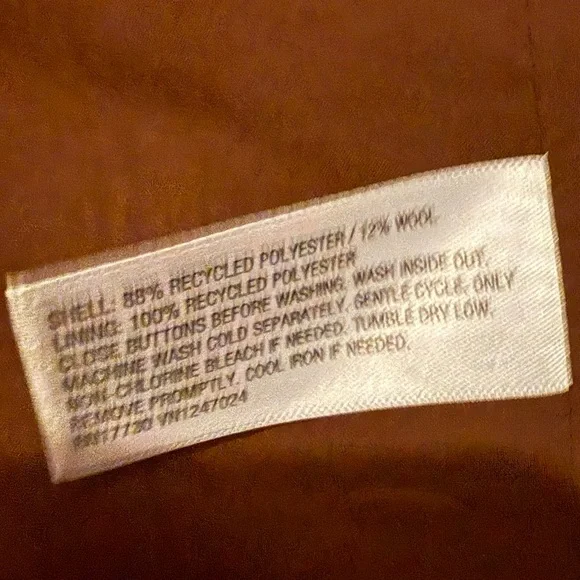 SHELL: 88% RECYCLED POLYESTER / 12% WOOL
LINING: 100% RECYCLED POLYESTER
CLOSE BUTTONS BEFORE WASHING. WASH INSIDE OUT.
MACHINE WASH COLD SEPARATELY. GENTLE CYCLE. ONLY
NON-CHLORINE BLEACH IF NEEDED. TUMBLE DRY LOW.
REMOVE PROMPTLY. COOL IRON IF NEEDED.
VN1247024